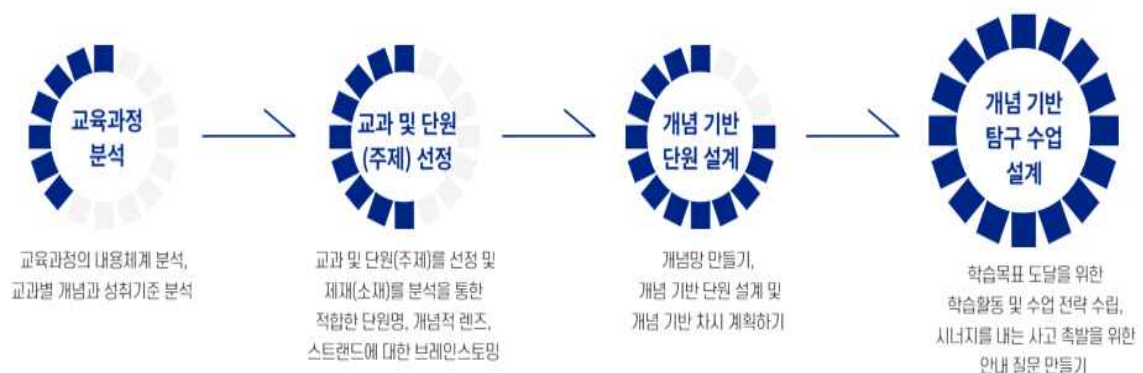 교육과정
분석
교과 및 단원
(주제) 선정
개념 기반
단원 설계
개념 기반
탐구 수업
설계
교육과정의 내용체계 분석,
교과별 개념과 성취기준 분석
교과 및 단원(주제)를 선정 및
제재(소재)를 분석을 통한
적합한 단원명, 개념적 렌즈,
스트랜드에 대한 브레인스토밍
개념망 만들기,
개념 기반 단원 설계 및
개념 기반 차시 계획하기
학습목표 도달을 위한
학습활동 및 수업 전략 수립,
시너지를 내는 사고 촉발을 위한
안내 질문 만들기